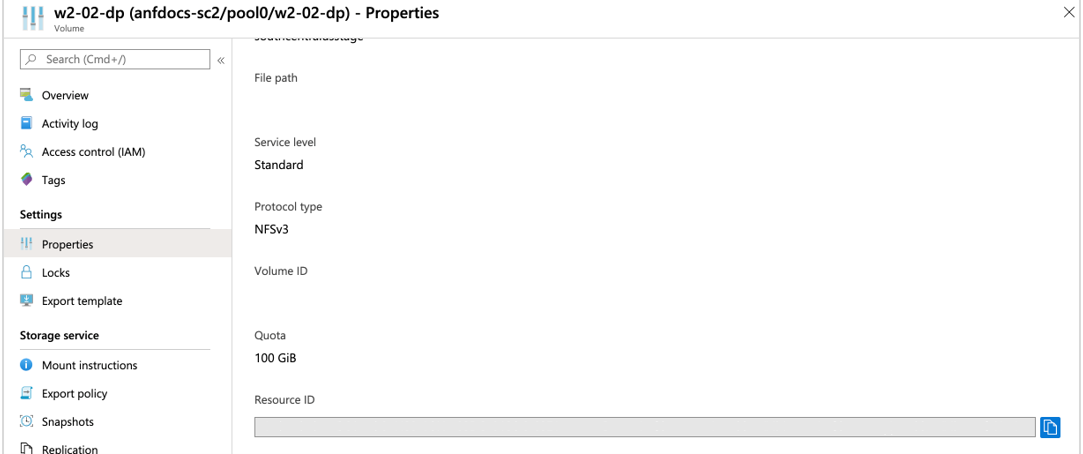 w2-02-dp (anfdocs-sc2/pool0/w2-02-dp) - Properties
Volume
Search (Cmd+/)
Overview
Activity log
Access control (IAM)
Tags
Settings
Properties
Locks
Export template
Storage service
Mount instructions
Export policy
Snapshots
Replication
southcentralusstage
File path
Service level
Standard
Protocol type
NFSv3
Volume ID
Quota
100 GiB
Resource ID